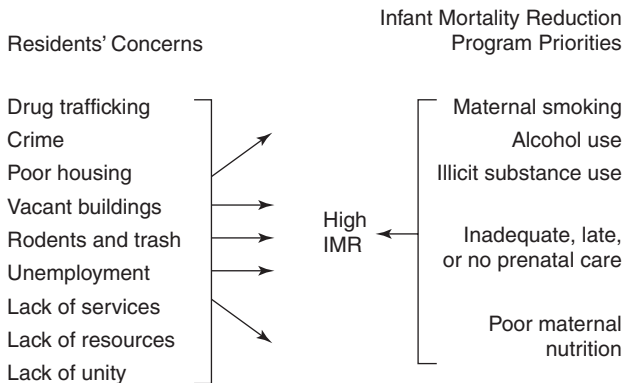 Residents’ Concerns
Infant Mortality Reduction
Program Priorities
Drug trafficking
Crime
Poor housing
Vacant buildings
Rodents and trash
Unemployment
Lack of services
Lack of resources
Lack of unity
High
IMR
Maternal smoking
Alcohol use
Illicit substance use
Inadequate, late,
or no prenatal care
Poor maternal
nutrition